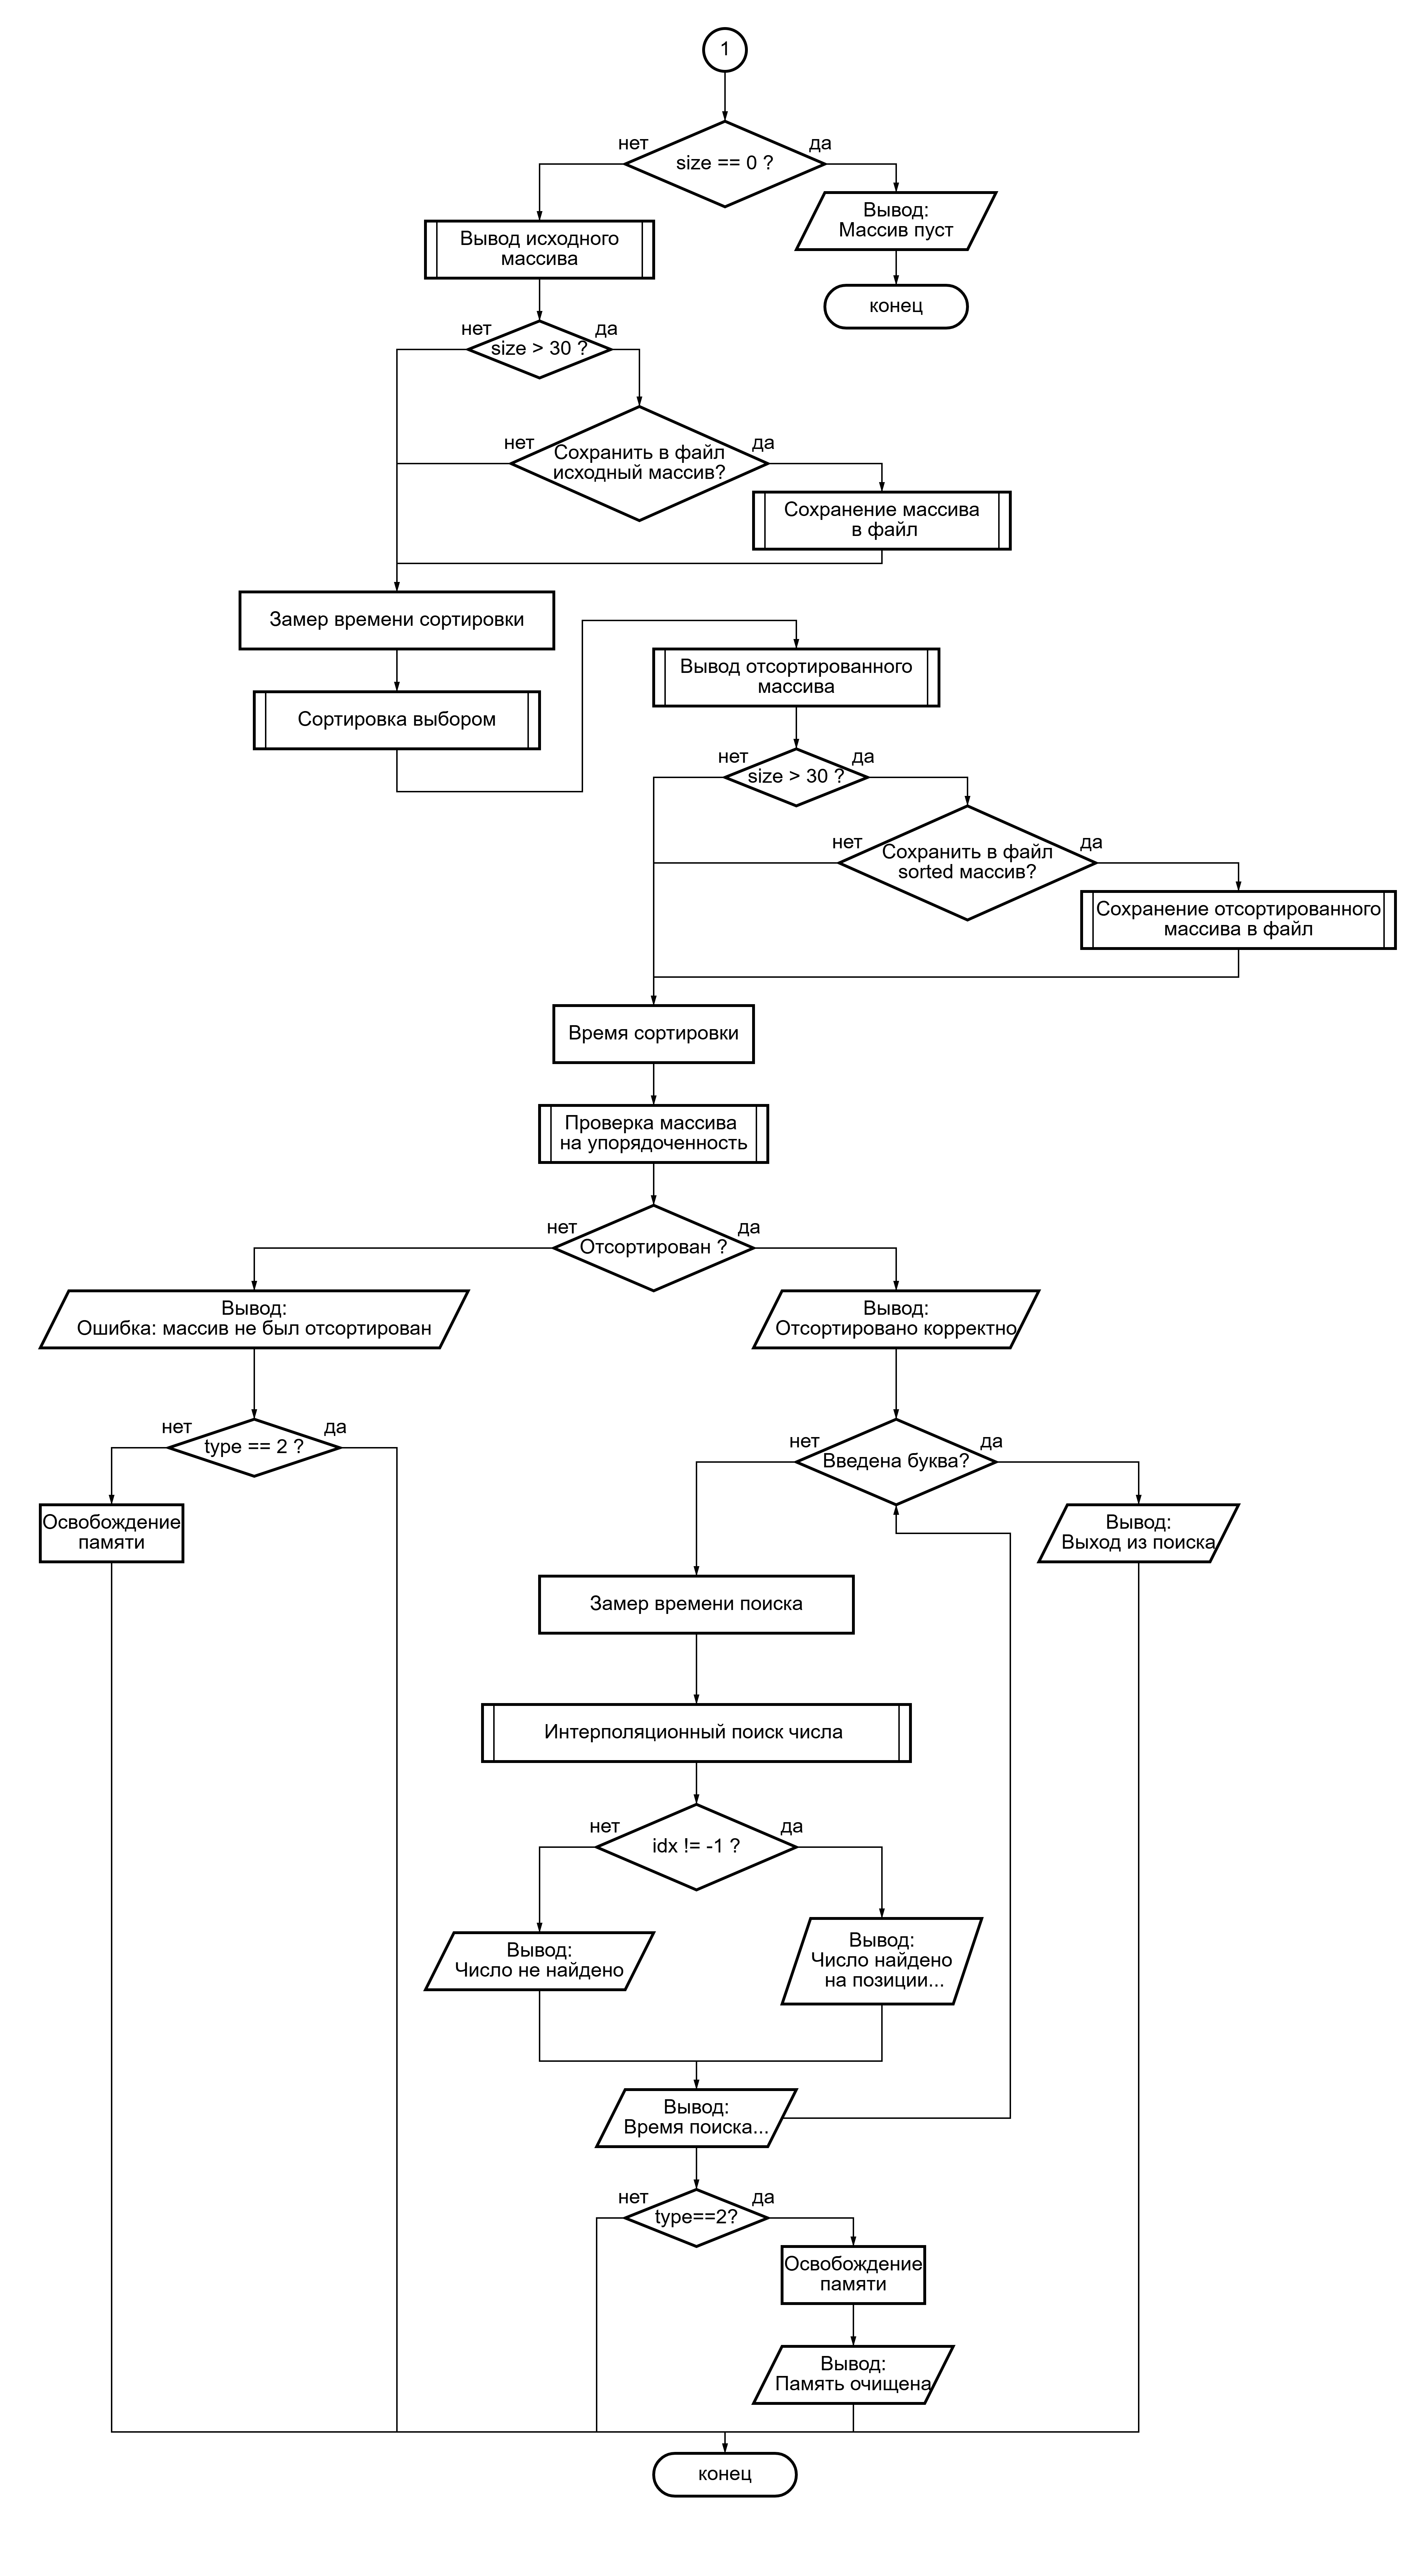 1
нет
да
size == 0 ?
Вывод:
Массив пуст
Вывод исходного
массива
конец
нет
да
size > 30 ?
нет
да
Сохранить в файл
исходный массив?
Сохранение массива
в файл
Замер времени сортировки
Сортировка выбором
Вывод отсортированного
массива
нет
да
size > 30 ?
нет
да
Сохранить в файл
sorted массив?
Сохранение отсортированного
массива в файл
Время сортировки
Проверка массива
на упорядоченность
нет
да
Отсортирован ?
Вывод:
Ошибка: массив не был отсортирован
Вывод:
Отсортировано корректно
нет
да
type == 2 ?
нет
да
Введена буква?
Освобождение
памяти
Вывод:
Выход из поиска
Замер времени поиска
Интерполяционный поиск числа
нет
да
idx != -1 ?
Вывод:
Число не найдено
Вывод:
Число найдено
на позиции...
Вывод:
Время поиска...
нет
да
type==2?
Освобождение
памяти
Вывод:
Память очищена
конец